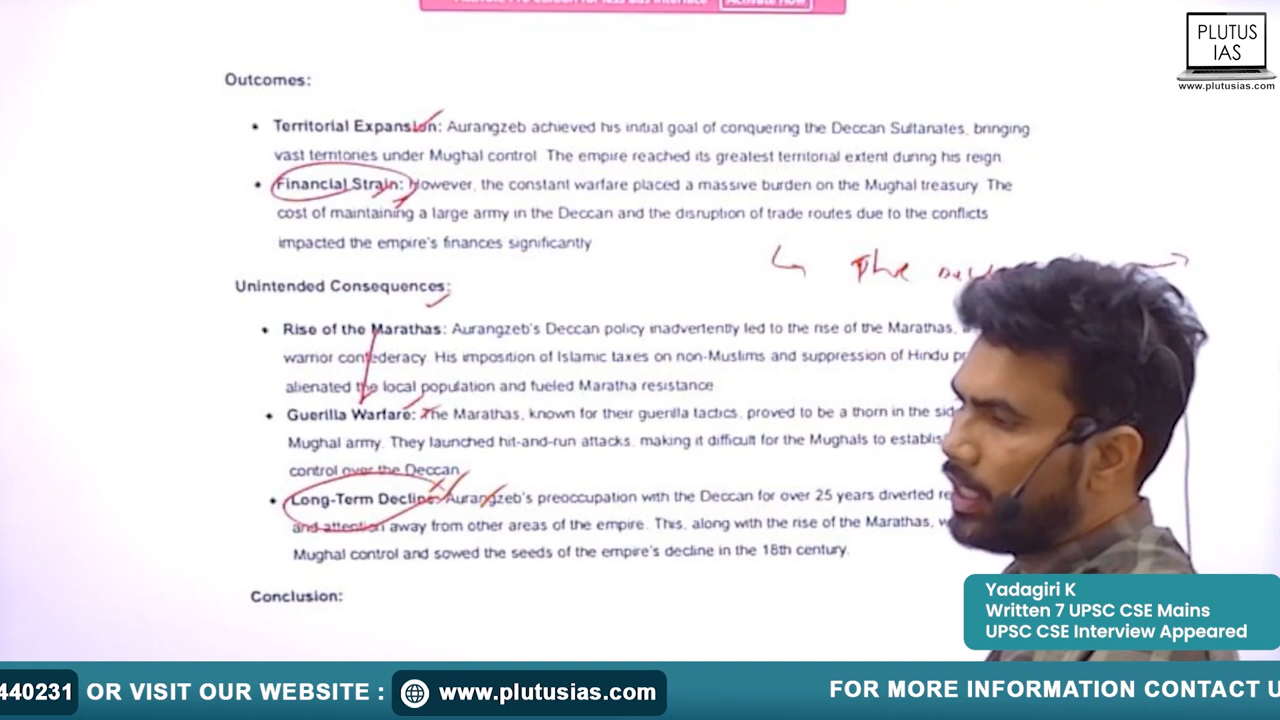 PLUTUS
IAS
www.plutusias.com
Outcomes:
• Territorial Expansion: Aurangzeb achieved his initial goal of conquering the Deccan Sultanates, bringing
vast territories under Mughal control. The empire reached its greatest territorial extent during his reign.
• Financial Strain: However, the constant warfare placed a massive burden on the Mughal treasury. The
cost of maintaining a large army in the Deccan and the disruption of trade routes due to the conflicts
impacted the empire's finances significantly
The
Unintended Consequences:
• Rise of the Marathas: Aurangzeb's Deccan policy inadvertently led to the rise of the Marathas,
warrior confederacy. His imposition of Islamic taxes on non-Muslims and suppression of Hindu
alienated the local population and fueled Maratha resistance
• Guerilla Warfare: The Marathas, known for their guerilla tactics, proved to be a thorn in the
Mughal army. They launched hit-and-run attacks, making it difficult for the Mughals to
control over the Deccan.
• Long-Term Decline: Aurangzeb's preoccupation with the Deccan for over 25 years diverted
and attention away from other areas of the empire. This, along with the rise of the Marathas,
Mughal control and sowed the seeds of the empire's decline in the 18th century.
Conclusion:
Yadagiri K
Written 7 UPSC CSE Mains
UPSC CSE Interview Appeared
440231 OR VISIT OUR WEBSITE : www.plutusias.com FOR MORE INFORMATION CONTACT U